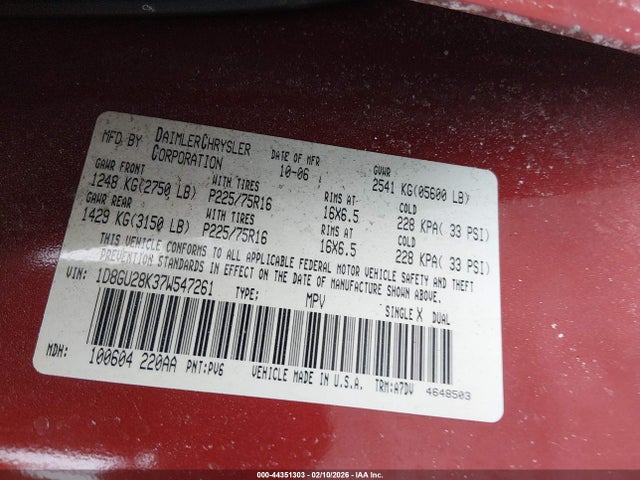 MFD BY DAIMLERCHRYSLER CORPORATION DATE OF MFR 10-06 GVWR 2541 KG(05600 LB)
GAWR FRONT WITH TIRES RIMS AT COLD
1248 KG(2750 LB) P225/75R16 16X6.5 228 KPA( 33 PSI)
GAWR REAR WITH TIRES RIMS AT COLD
1429 KG(3150 LB) P225/75R16 16X6.5 228 KPA( 33 PSI)
THIS VEHICLE CONFORMS TO ALL APPLICABLE FEDERAL MOTOR VEHICLE SAFETY AND THEFT
PREVENTION STANDARDS IN EFFECT ON THE DATE OF MANUFACTURE SHOWN ABOVE.
VIN: 1D8GU28K37W547261 TYPE: MPV SINGLE X DUAL
MDH: 100604 220AA PNT:PV6 VEHICLE MADE IN U.S.A. TRM:A7DV 4648503
000-44351303 - 02/10/2026 - IAA Inc.